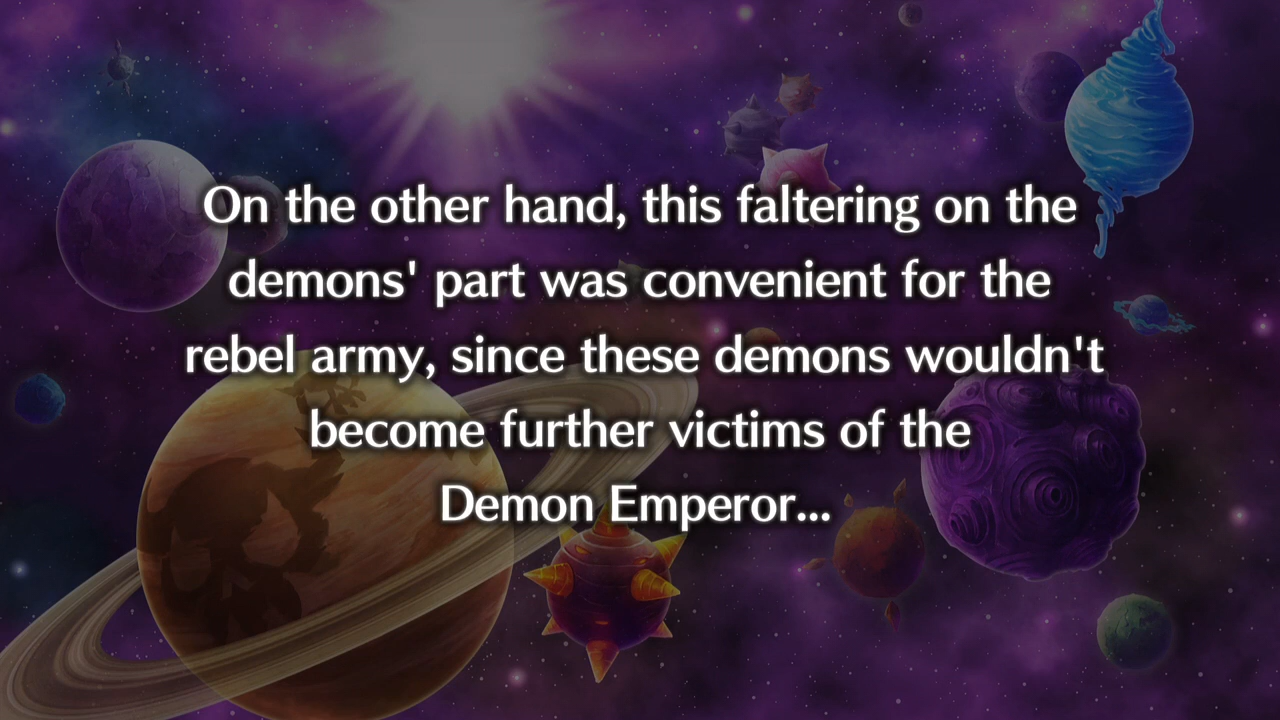 On the other hand, this faltering on the
demons' part was convenient for the
rebel army, since these demons wouldn't
become further victims of the
Demon Emperor...